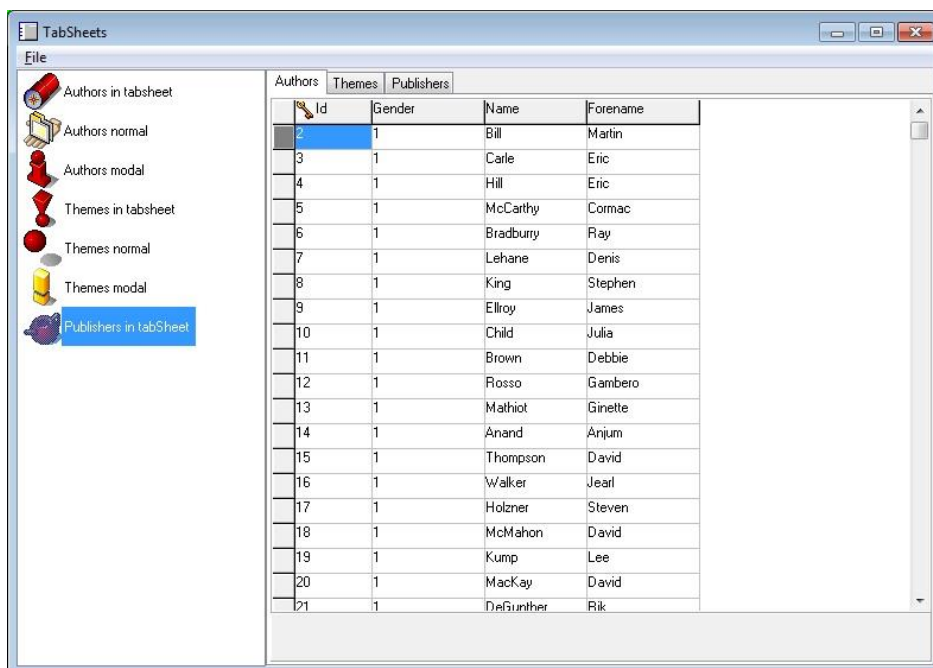 TabSheets
File
Authors in tabsheet
Authors normal
Authors modal
Themes in tabsheet
Themes normal
Themes modal
Publishers in tabSheet
Authors Themes Publishers
Id Gender Name Forename
2 1 Bill Martin
3 1 Carle Eric
4 1 Hill Eric
5 1 McCarthy Cormac
6 1 Bradburry Ray
7 1 Lehane Denis
8 1 King Stephen
9 1 Ellroy James
10 1 Child Julia
11 1 Brown Debbie
12 1 Rosso Gambero
13 1 Mathiot Ginette
14 1 Anand Anjum
15 1 Thompson David
16 1 Walker Jearl
17 1 Holzner Steven
18 1 McMahon David
19 1 Kump Lee
20 1 MacKay David
21 1 DeGunther Rik